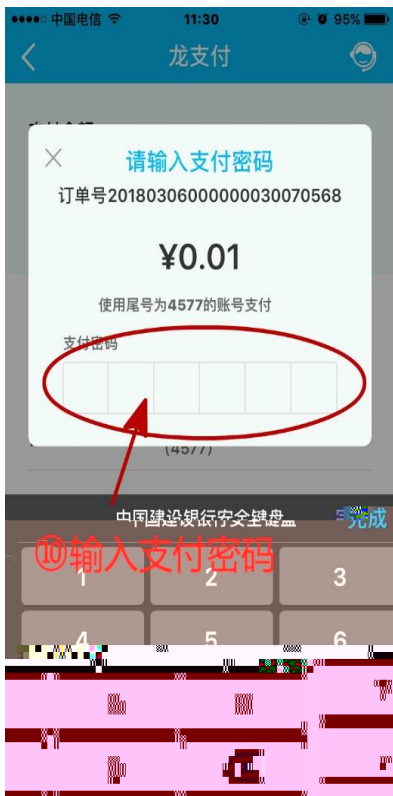 中国电信 11:30 95%
龙支付
请输入支付密码
订单号20180306000000030070568
¥0.01
使用尾号为4577的账号支付
支付密码
(4577)
中国建设银行安全键盘 完成
⑩输入支付密码
1 2 3
4 5 6